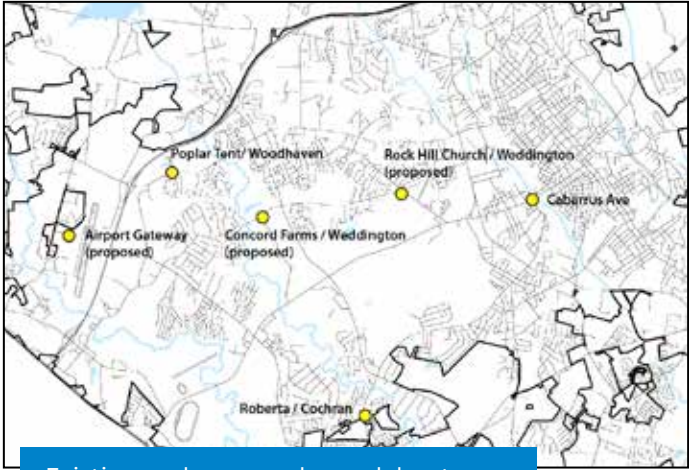 Poplar Tent/ Woodhaven
Rock Hill Church / Weddington
(proposed)
Cabarrus Ave
Airport Gateway
(proposed)
Concord Farms / Weddington
(proposed)
Roberta / Cochran